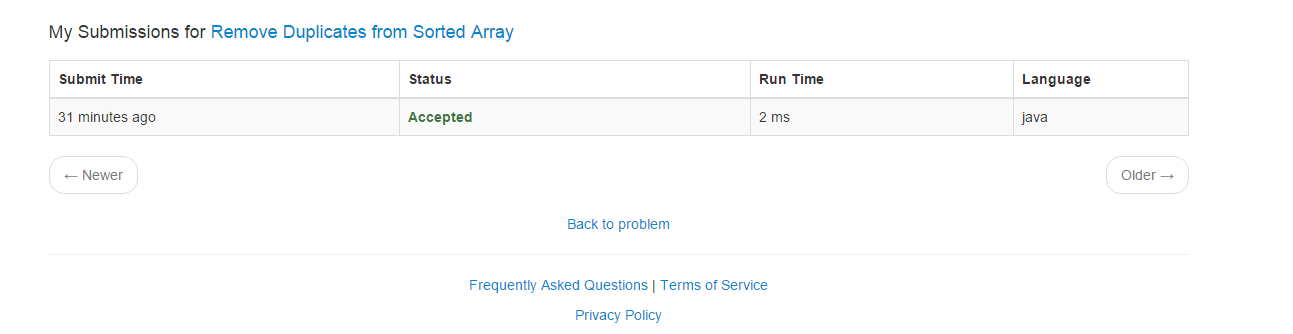 My Submissions for Remove Duplicates from Sorted Array
Submit Time Status Run Time Language
31 minutes ago Accepted 2 ms java
← Newer Older →
Back to problem
Frequently Asked Questions | Terms of Service
Privacy Policy